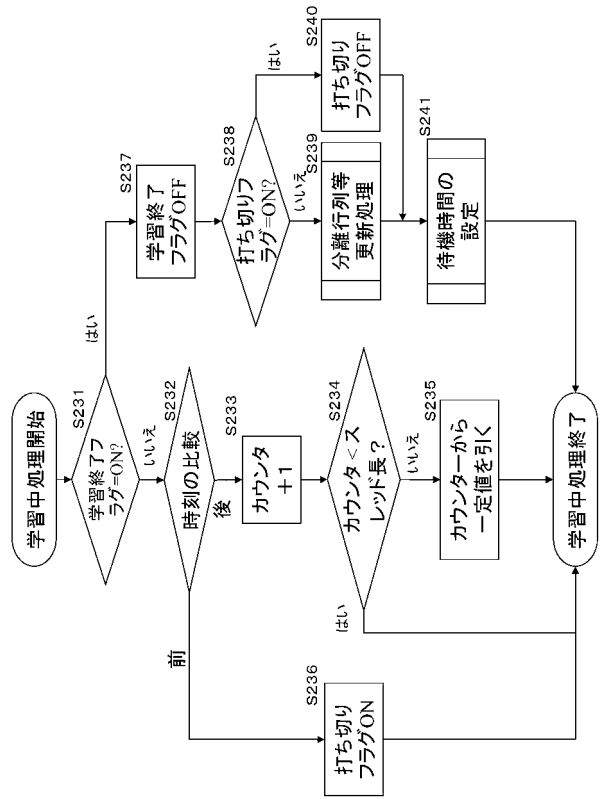 学習中処理開始
S231
学習終了フ
ラグ=ON?
はい
いいえ
S232
時刻の比較
前
後
S233
カウンタ
+1
S234
カウンタ<ス
レッド長?
はい
いいえ
S235
カウンターから
一定値を引く
S236
打ち切り
フラグON
S237
学習終了
フラグOFF
S238
打ち切りフ
ラグ=ON?
はい
いいえ
S239
分離行列等
更新処理
S240
打ち切り
フラグOFF
S241
待機時間の
設定
学習中処理終了